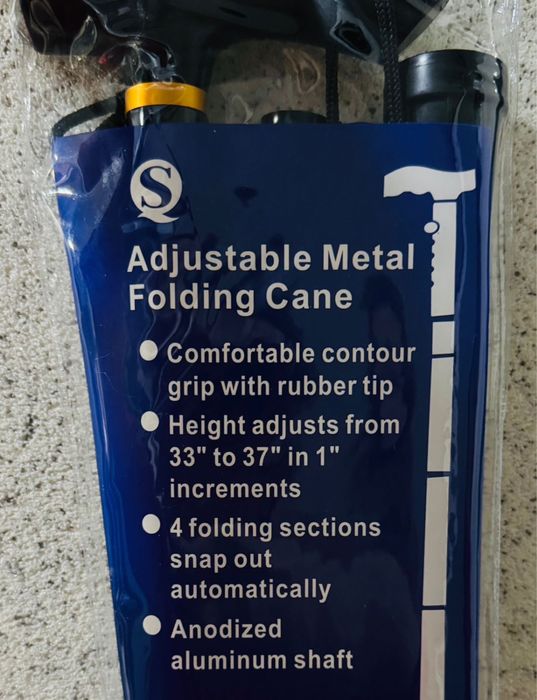 SQ
Adjustable Metal
Folding Cane
Comfortable contour
grip with rubber tip
Height adjusts from
33" to 37" in 1"
increments
4 folding sections
snap out
automatically
Anodized
aluminum shaft